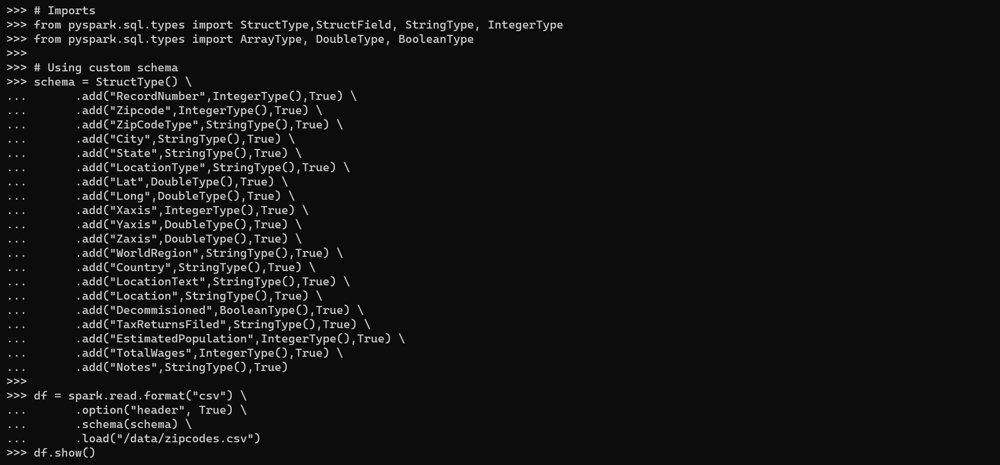 >>> # Imports
>>> from pyspark.sql.types import StructType,StructField, StringType, IntegerType
>>> from pyspark.sql.types import ArrayType, DoubleType, BooleanType
>>>
>>> # Using custom schema
>>> schema = StructType() \
...       .add("RecordNumber",IntegerType(),True) \
...       .add("Zipcode",IntegerType(),True) \
...       .add("ZipCodeType",StringType(),True) \
...       .add("City",StringType(),True) \
...       .add("State",StringType(),True) \
...       .add("LocationType",StringType(),True) \
...       .add("Lat",DoubleType(),True) \
...       .add("Long",DoubleType(),True) \
...       .add("Xaxis",IntegerType(),True) \
...       .add("Yaxis",DoubleType(),True) \
...       .add("Zaxis",DoubleType(),True) \
...       .add("WorldRegion",StringType(),True) \
...       .add("Country",StringType(),True) \
...       .add("LocationText",StringType(),True) \
...       .add("Location",StringType(),True) \
...       .add("Decommisioned",BooleanType(),True) \
...       .add("TaxReturnsFiled",StringType(),True) \
...       .add("EstimatedPopulation",IntegerType(),True) \
...       .add("TotalWages",IntegerType(),True) \
...       .add("Notes",StringType(),True)
>>>
>>> df = spark.read.format("csv") \
...       .option("header", True) \
...       .schema(schema) \
...       .load("/data/zipcodes.csv")
>>> df.show()